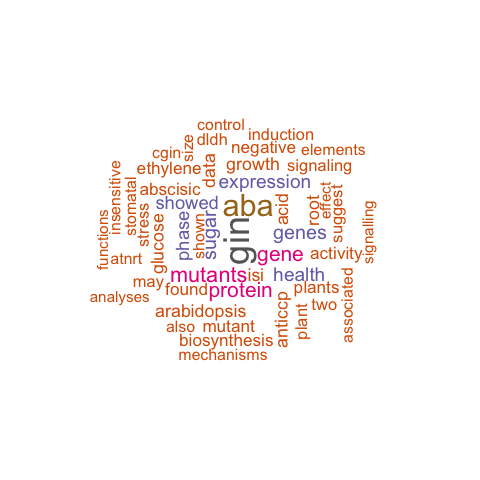 control
induction
dldh
size
negative
elements
cgin
data
growth
signaling
ethylene
insensitive
abscisic
expression
stomatal
showed
aba
acid
root
effect
suggest
signalling
functions
stress
glucose
phase
shown
sugar
gin
genes
gene
activity
atnrt
mutants
isi
health
may
found
protein
plants
analyses
arabidopsis
anticcp
plant
two
associated
also
mutant
biosynthesis
mechanisms